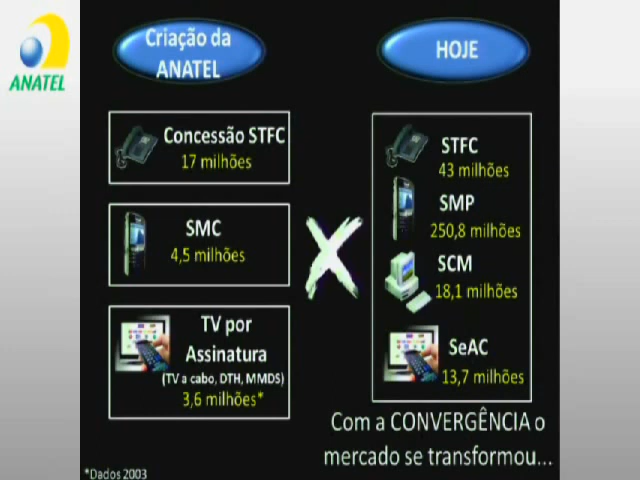 ANATEL
Criação da
ANATEL
HOJE
Concessão STFC
17 milhões
SMC
4,5 milhões
TV por
Assinatura
(TV a cabo, DTH, MMDS)
3,6 milhões*
X
STFC
43 milhões
SMP
250,8 milhões
SCM
18,1 milhões
SeAC
13,7 milhões
Com a CONVERGÊNCIA o
mercado se transformou...
*Dados 2003